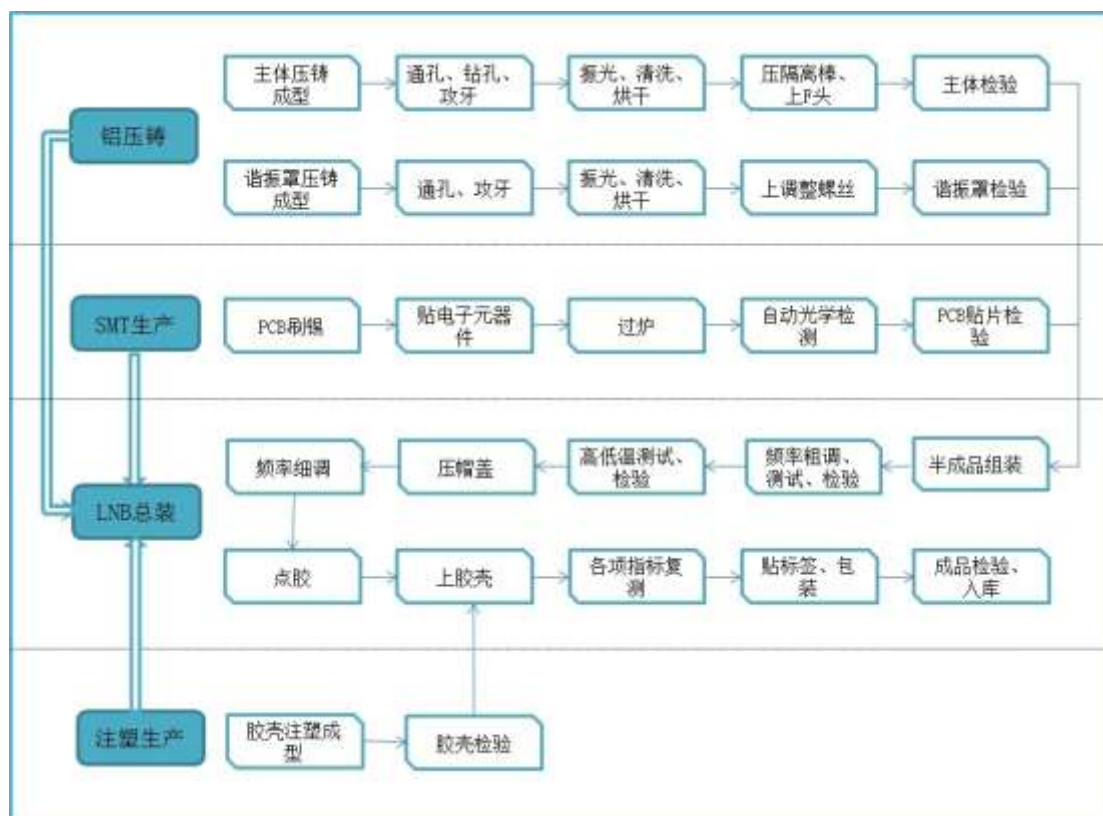 主体压铸
成型
通孔、钻孔、
攻牙
振光、清洗、
烘干
压隔离棒、
上F头
主体检验
铝压铸
谐振罩压铸
成型
通孔、攻牙
振光、清洗、
烘干
上调整螺丝
谐振罩检验
SMT生产
PCB刷锡
贴电子元器
件
过炉
自动光学检
测
PCB贴片检
验
频率细调
压帽盖
高低温测试、
检验
频率粗调、
测试、检验
半成品组装
LNB总装
点胶
上胶壳
各项指标复
测
贴标签、包
装
成品检验、
入库
注塑生产
胶壳注塑成
型
胶壳检验